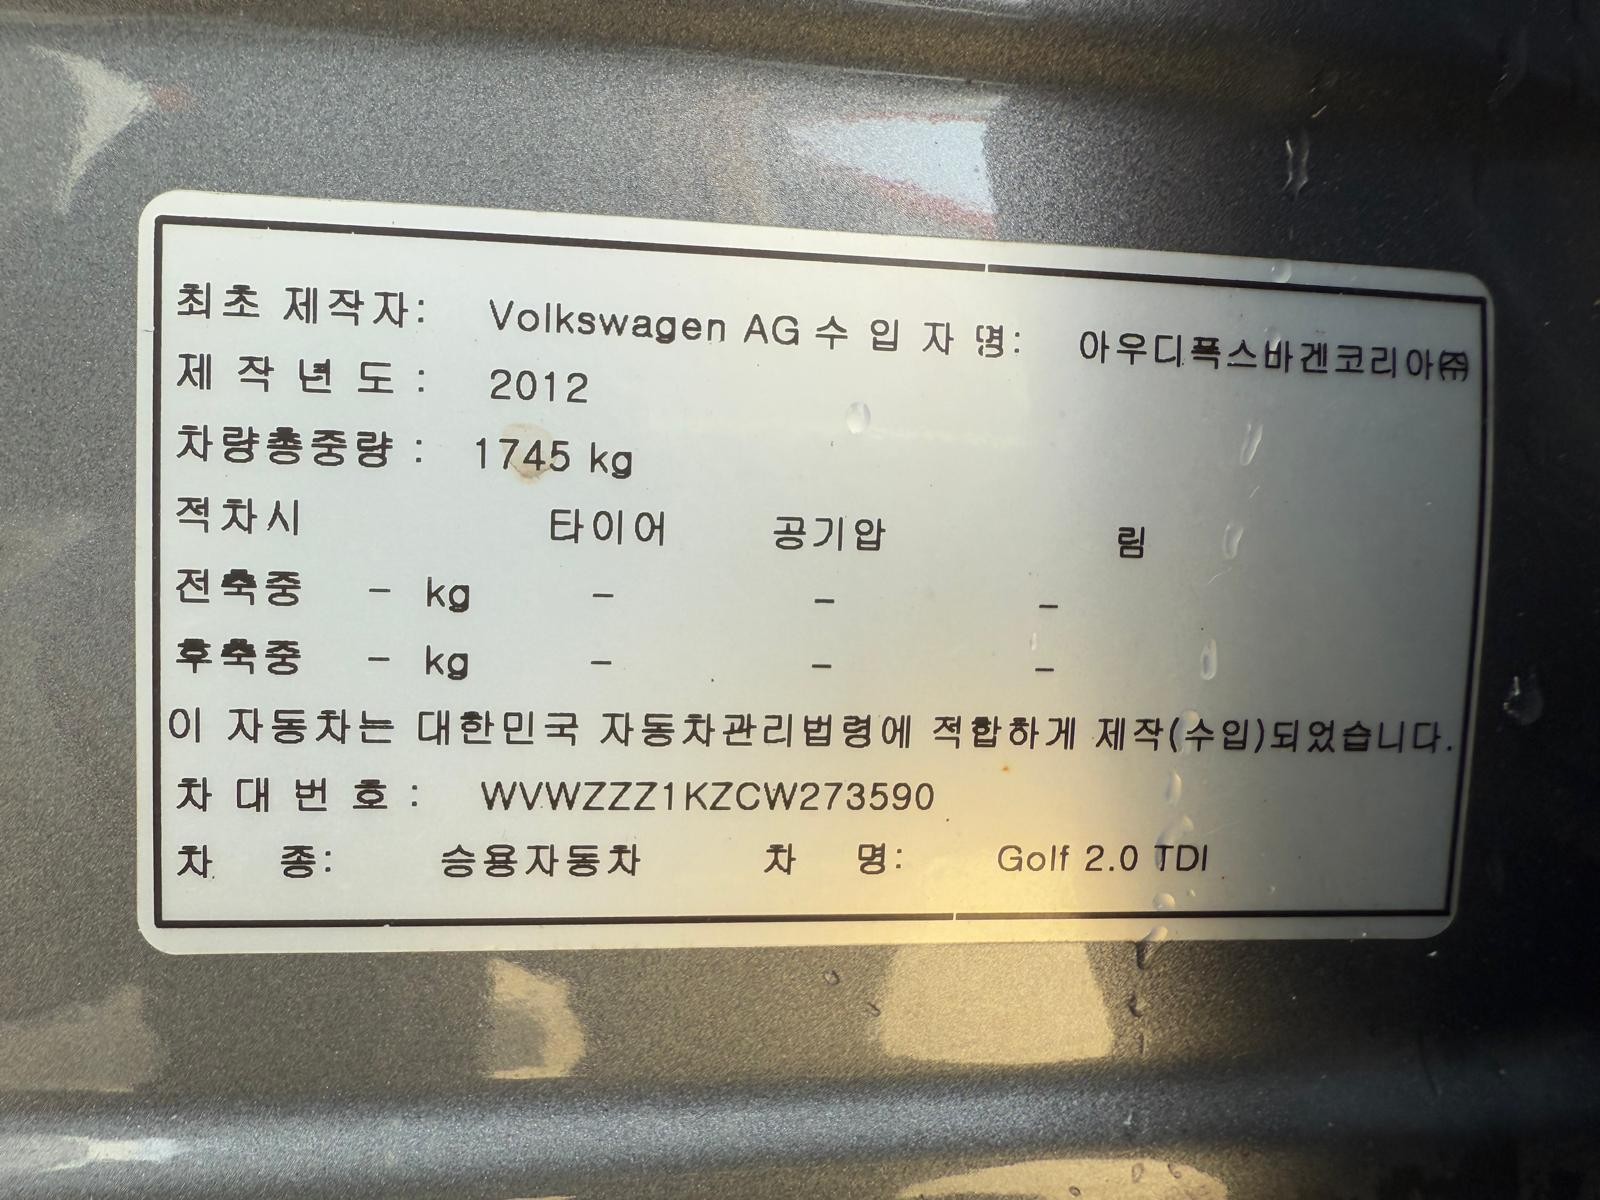 최초 제작자: Volkswagen AG 수 입 자 명: 아우디폭스바겐코리아㈜
제 작 년 도 : 2012
차량총중량 : 1745 kg
적차시 타이어 공기압 림
전축중 - kg - - -
후축중 - kg - - -
이 자동차는 대한민국 자동차관리법령에 적합하게 제작(수입)되었습니다.
차 대 번 호 : WVWZZZ1KZCW273590
차 종: 승용자동차 차 명: Golf 2.0 TDI